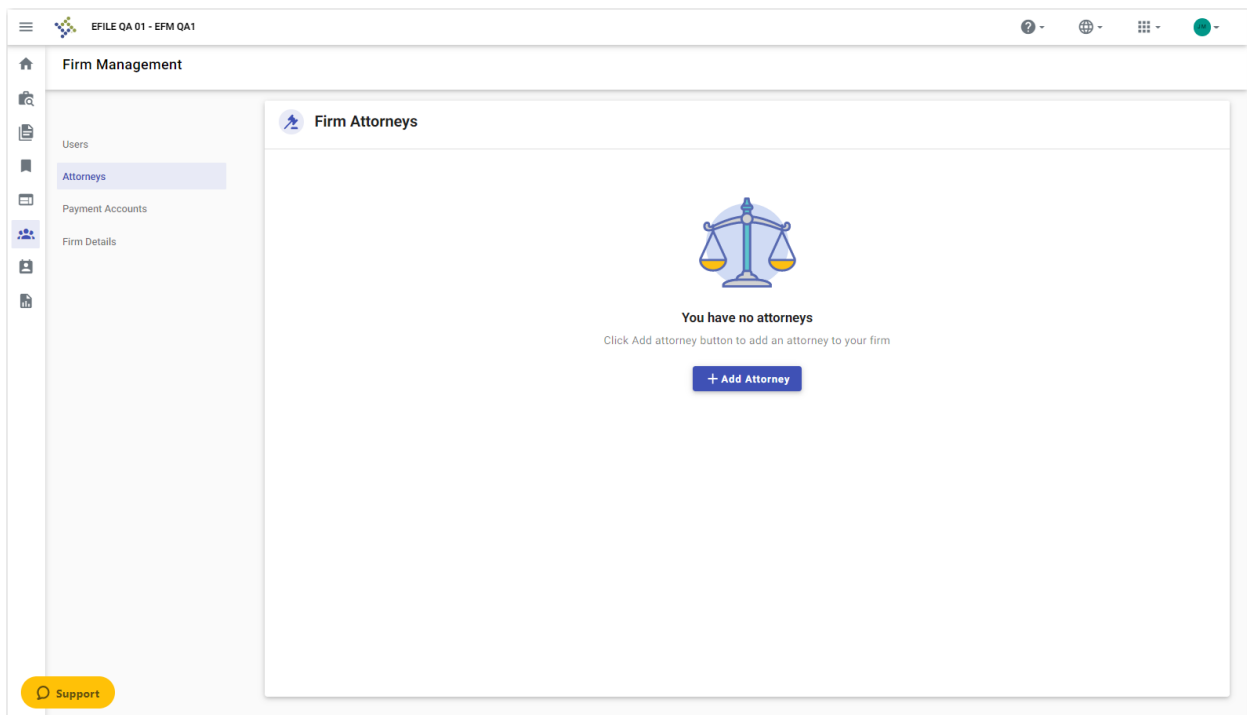 EFILE QA 01 - EFM QA1
Firm Management
Users
Attorneys
Payment Accounts
Firm Details
Firm Attorneys
You have no attorneys
Click Add attorney button to add an attorney to your firm
+ Add Attorney
Support